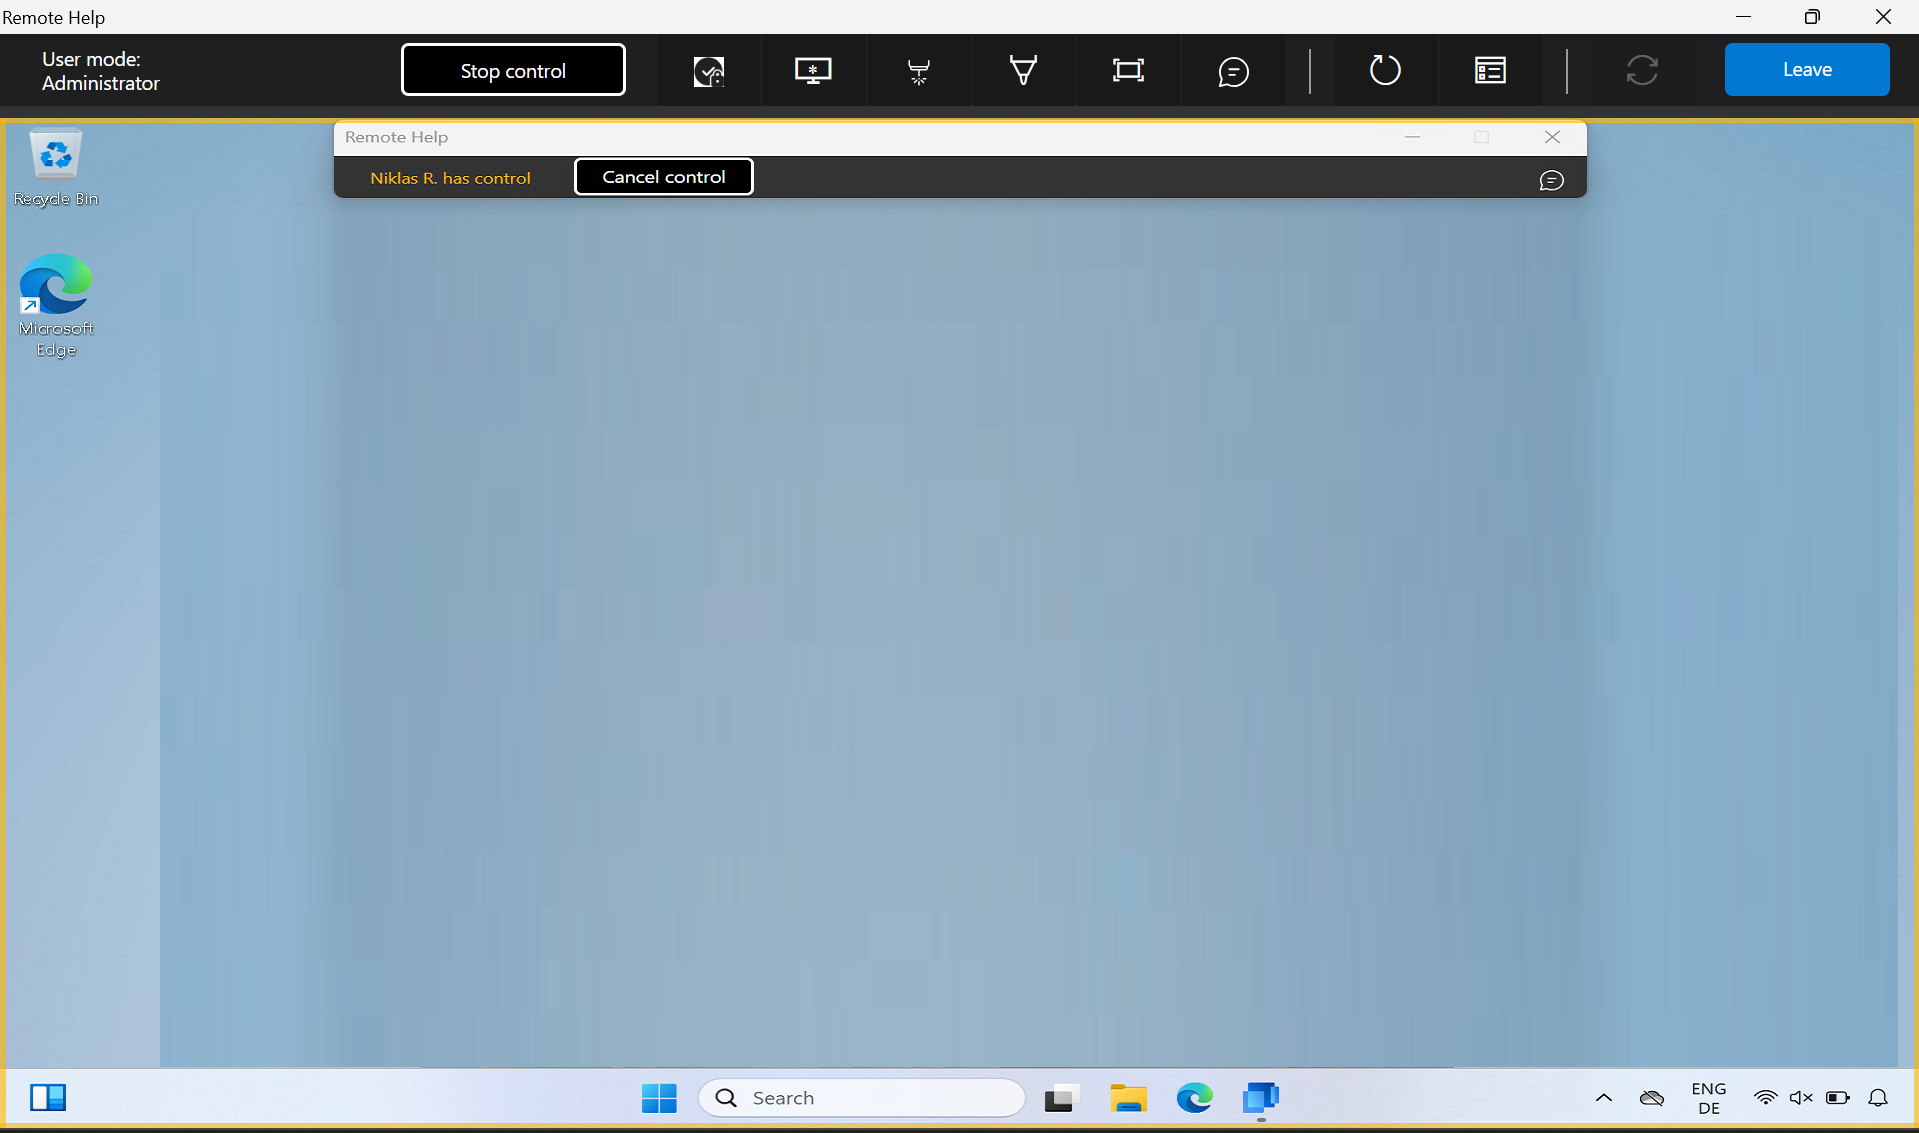 Remote Help
User mode:
Administrator
Stop control
Leave
Remote Help
Niklas R. has control
Cancel control
Recycle Bin
Microsoft
Edge
Search
ENG
DE